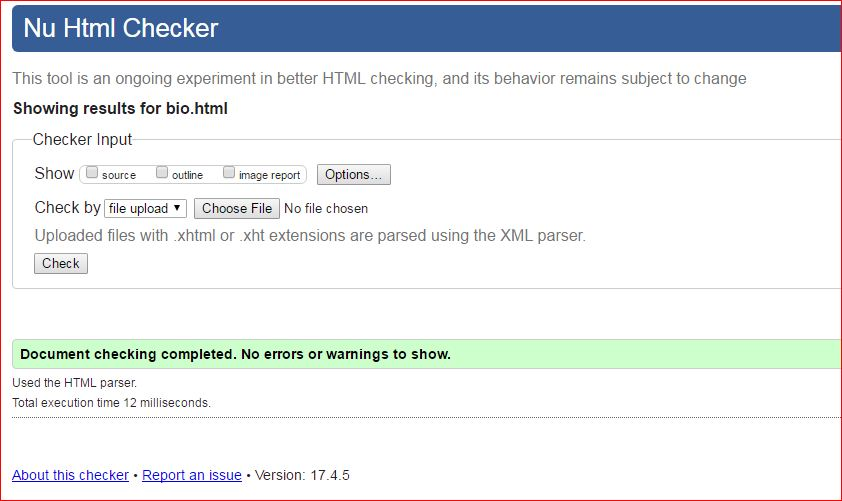 Nu Html Checker
This tool is an ongoing experiment in better HTML checking, and its behavior remains subject to change
Showing results for bio.html
Checker Input
Show source outline image report Options...
Check by file upload Choose File No file chosen
Uploaded files with .xhtml or .xht extensions are parsed using the XML parser.
Check
Document checking completed. No errors or warnings to show.
Used the HTML parser.
Total execution time 12 milliseconds.
About this checker • Report an issue • Version: 17.4.5